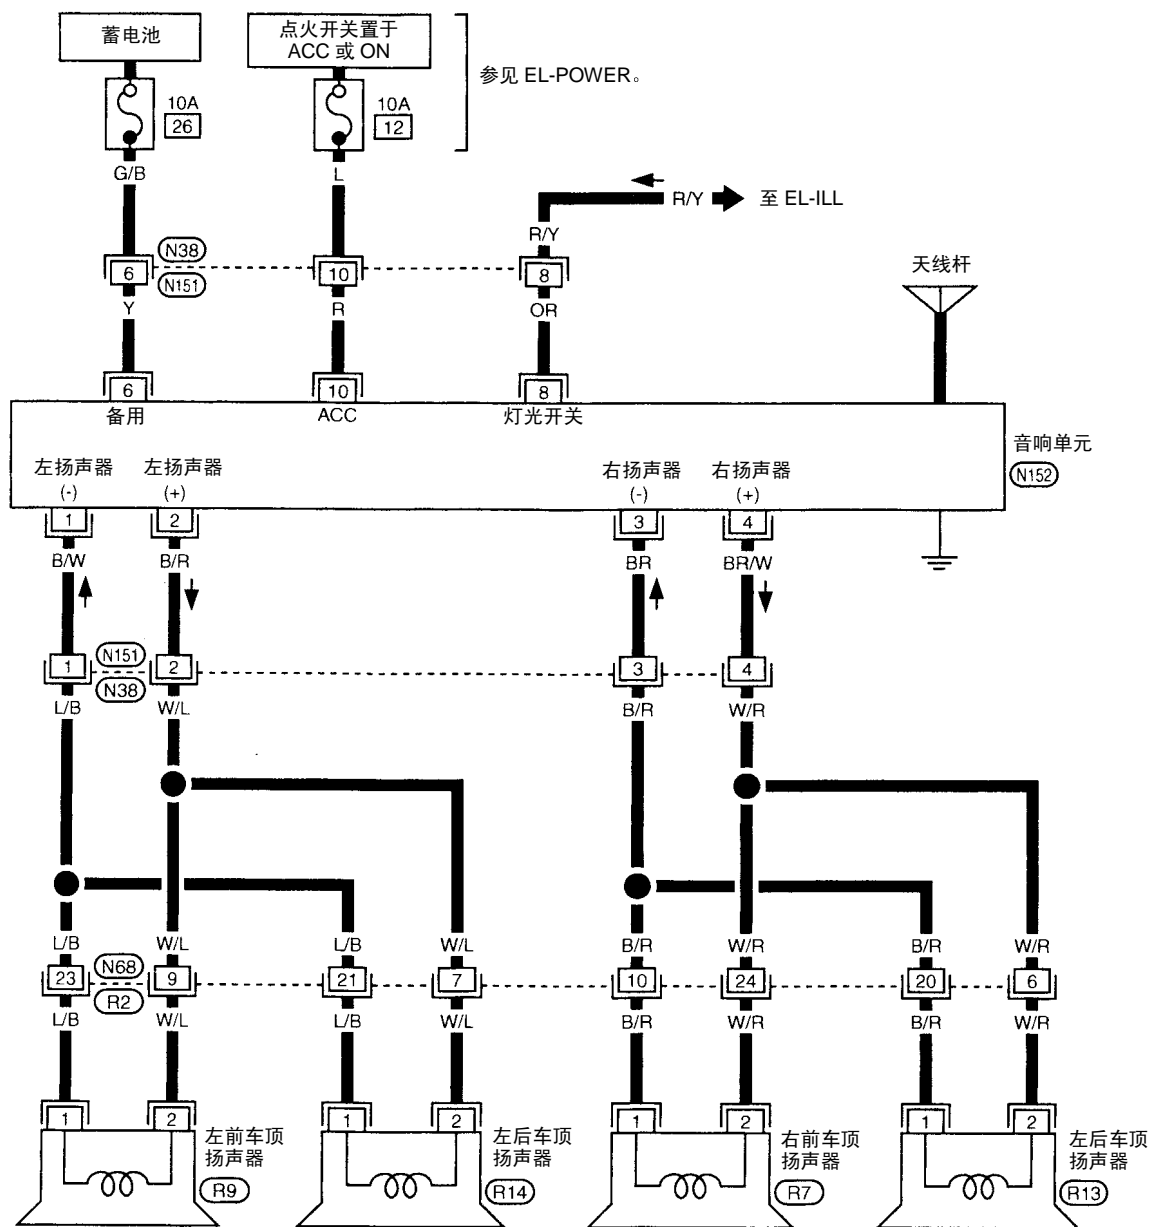 蓄电池
点火开关置于
ACC 或 ON
参见 EL-POWER。
10A
26
10A
12
G/B
L
R/Y
至 EL-ILL
R/Y
N38
6
10
8
N151
天线杆
Y
R
OR
6
10
8
备用
ACC
灯光开关
音响单元
N152
左扬声器
(-)
左扬声器
(+)
右扬声器
(-)
右扬声器
(+)
1
2
3
4
B/W
B/R
BR
BR/W
1
N151
2
3
4
N38
L/B
W/L
B/R
W/R
L/B
W/L
L/B
W/L
B/R
W/R
B/R
W/R
23
N68
9
21
7
10
24
20
6
R2
L/B
W/L
L/B
W/L
B/R
W/R
B/R
W/R
1
2
1
2
1
2
1
2
左前车顶
扬声器
R9
左后车顶
扬声器
R14
右前车顶
扬声器
R7
左后车顶
扬声器
R13